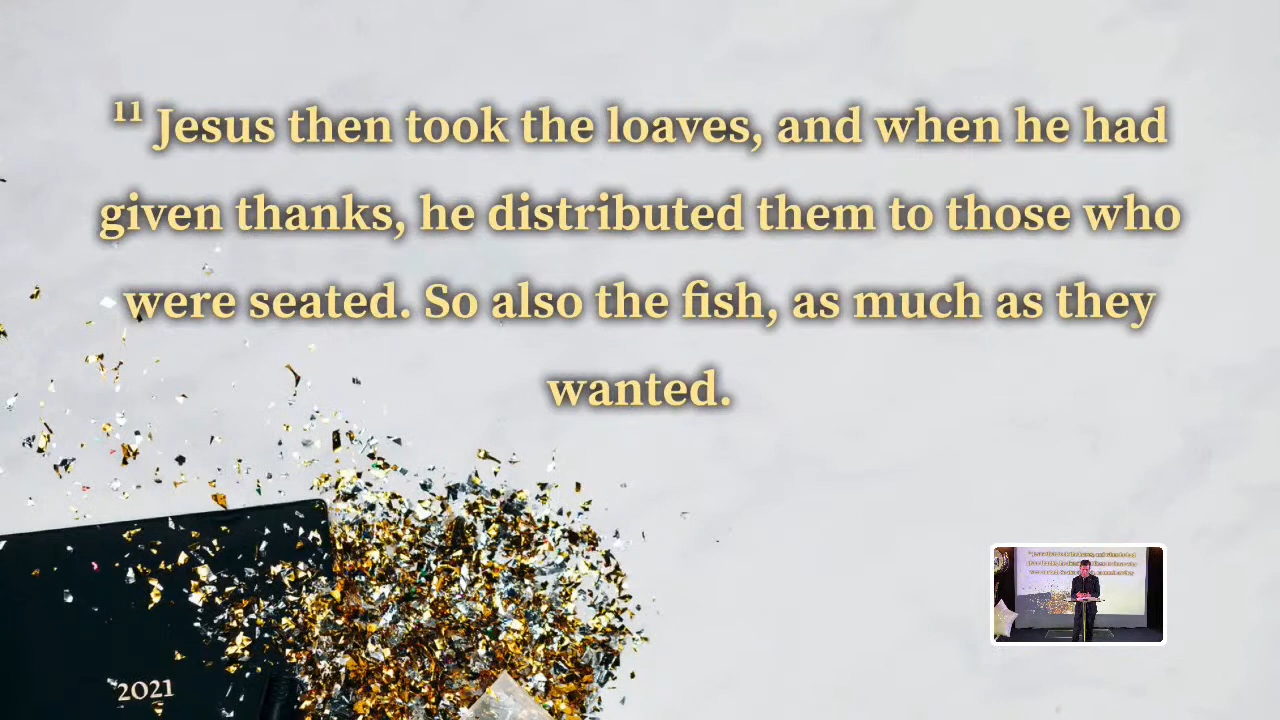 ¹¹ Jesus then took the loaves, and when he had
given thanks, he distributed them to those who
were seated. So also the fish, as much as they
wanted.
2021